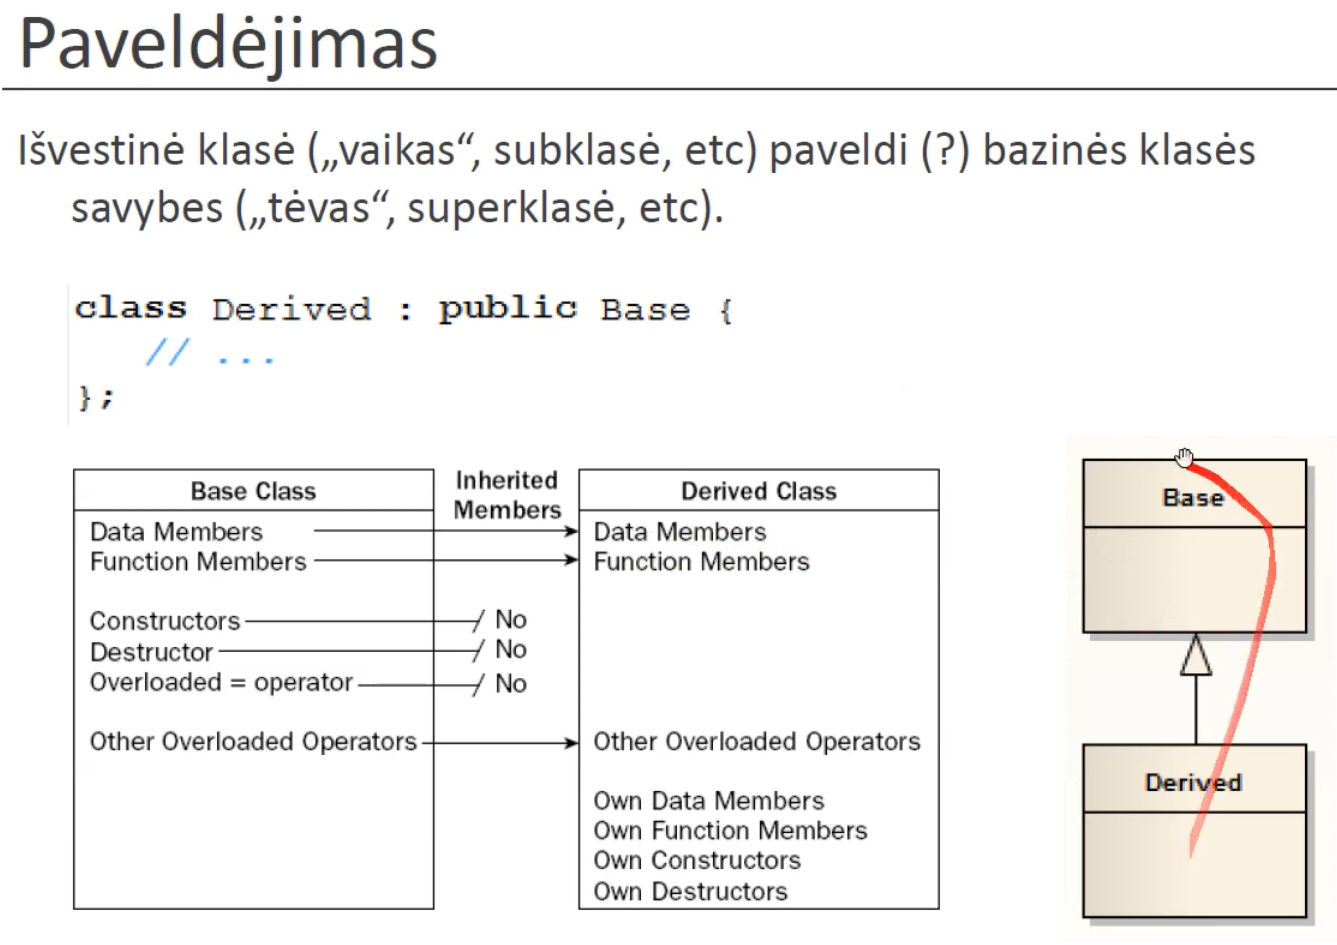 Paveldėjimas
Išvestinė klasė („vaikas“, subklasė, etc) paveldi (?) bazinės klasės
savybes („tėvas“, superklasė, etc).
class Derived : public Base {
// ...
};
Base Class
Inherited
Members
Derived Class
Data Members
Data Members
Function Members
Function Members
Constructors
No
Destructor
No
Overloaded = operator
No
Other Overloaded Operators
Other Overloaded Operators
Own Data Members
Own Function Members
Own Constructors
Own Destructors
Base
Derived